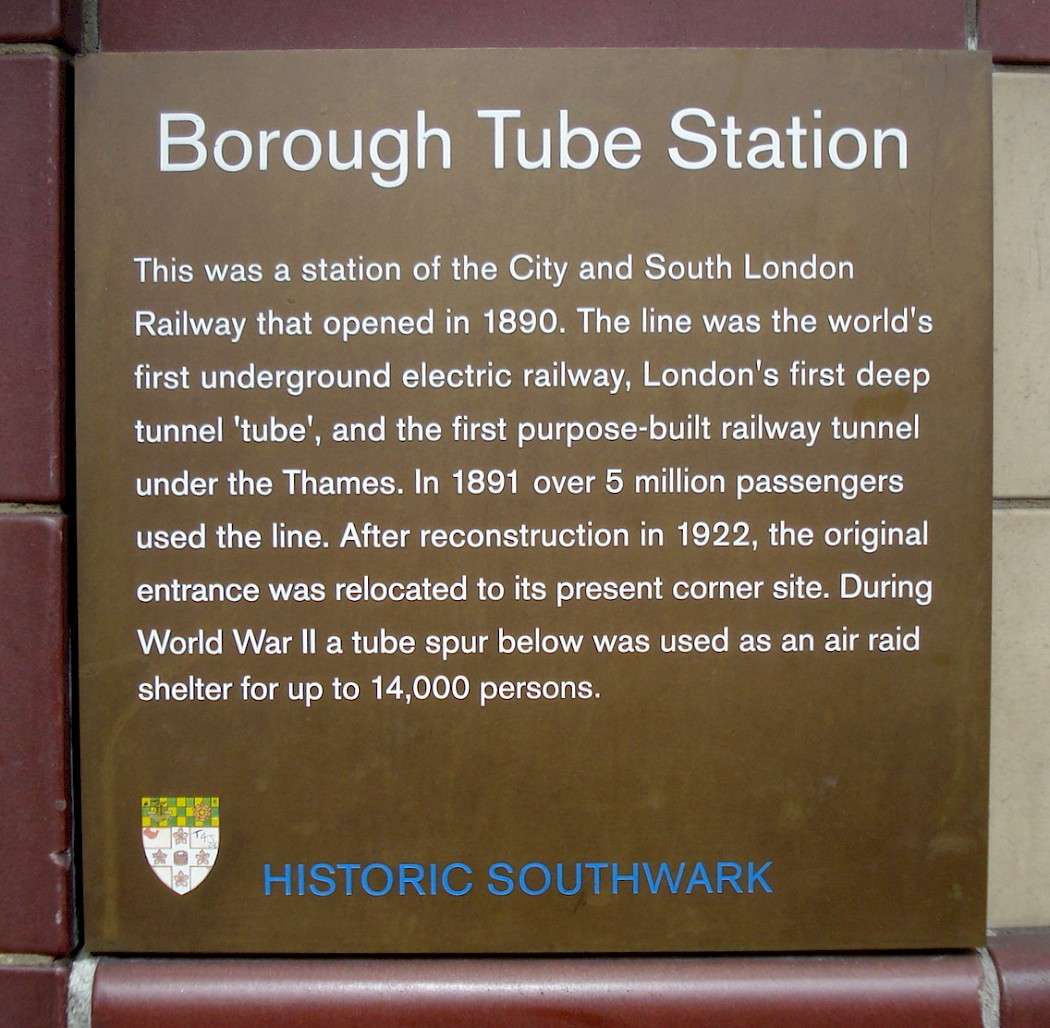 Borough Tube Station
This was a station of the City and South London
Railway that opened in 1890. The line was the world's
first underground electric railway, London's first deep
tunnel 'tube', and the first purpose-built railway tunnel
under the Thames. In 1891 over 5 million passengers
used the line. After reconstruction in 1922, the original
entrance was relocated to its present corner site. During
World War II a tube spur below was used as an air raid
shelter for up to 14,000 persons.
HISTORIC SOUTHWARK